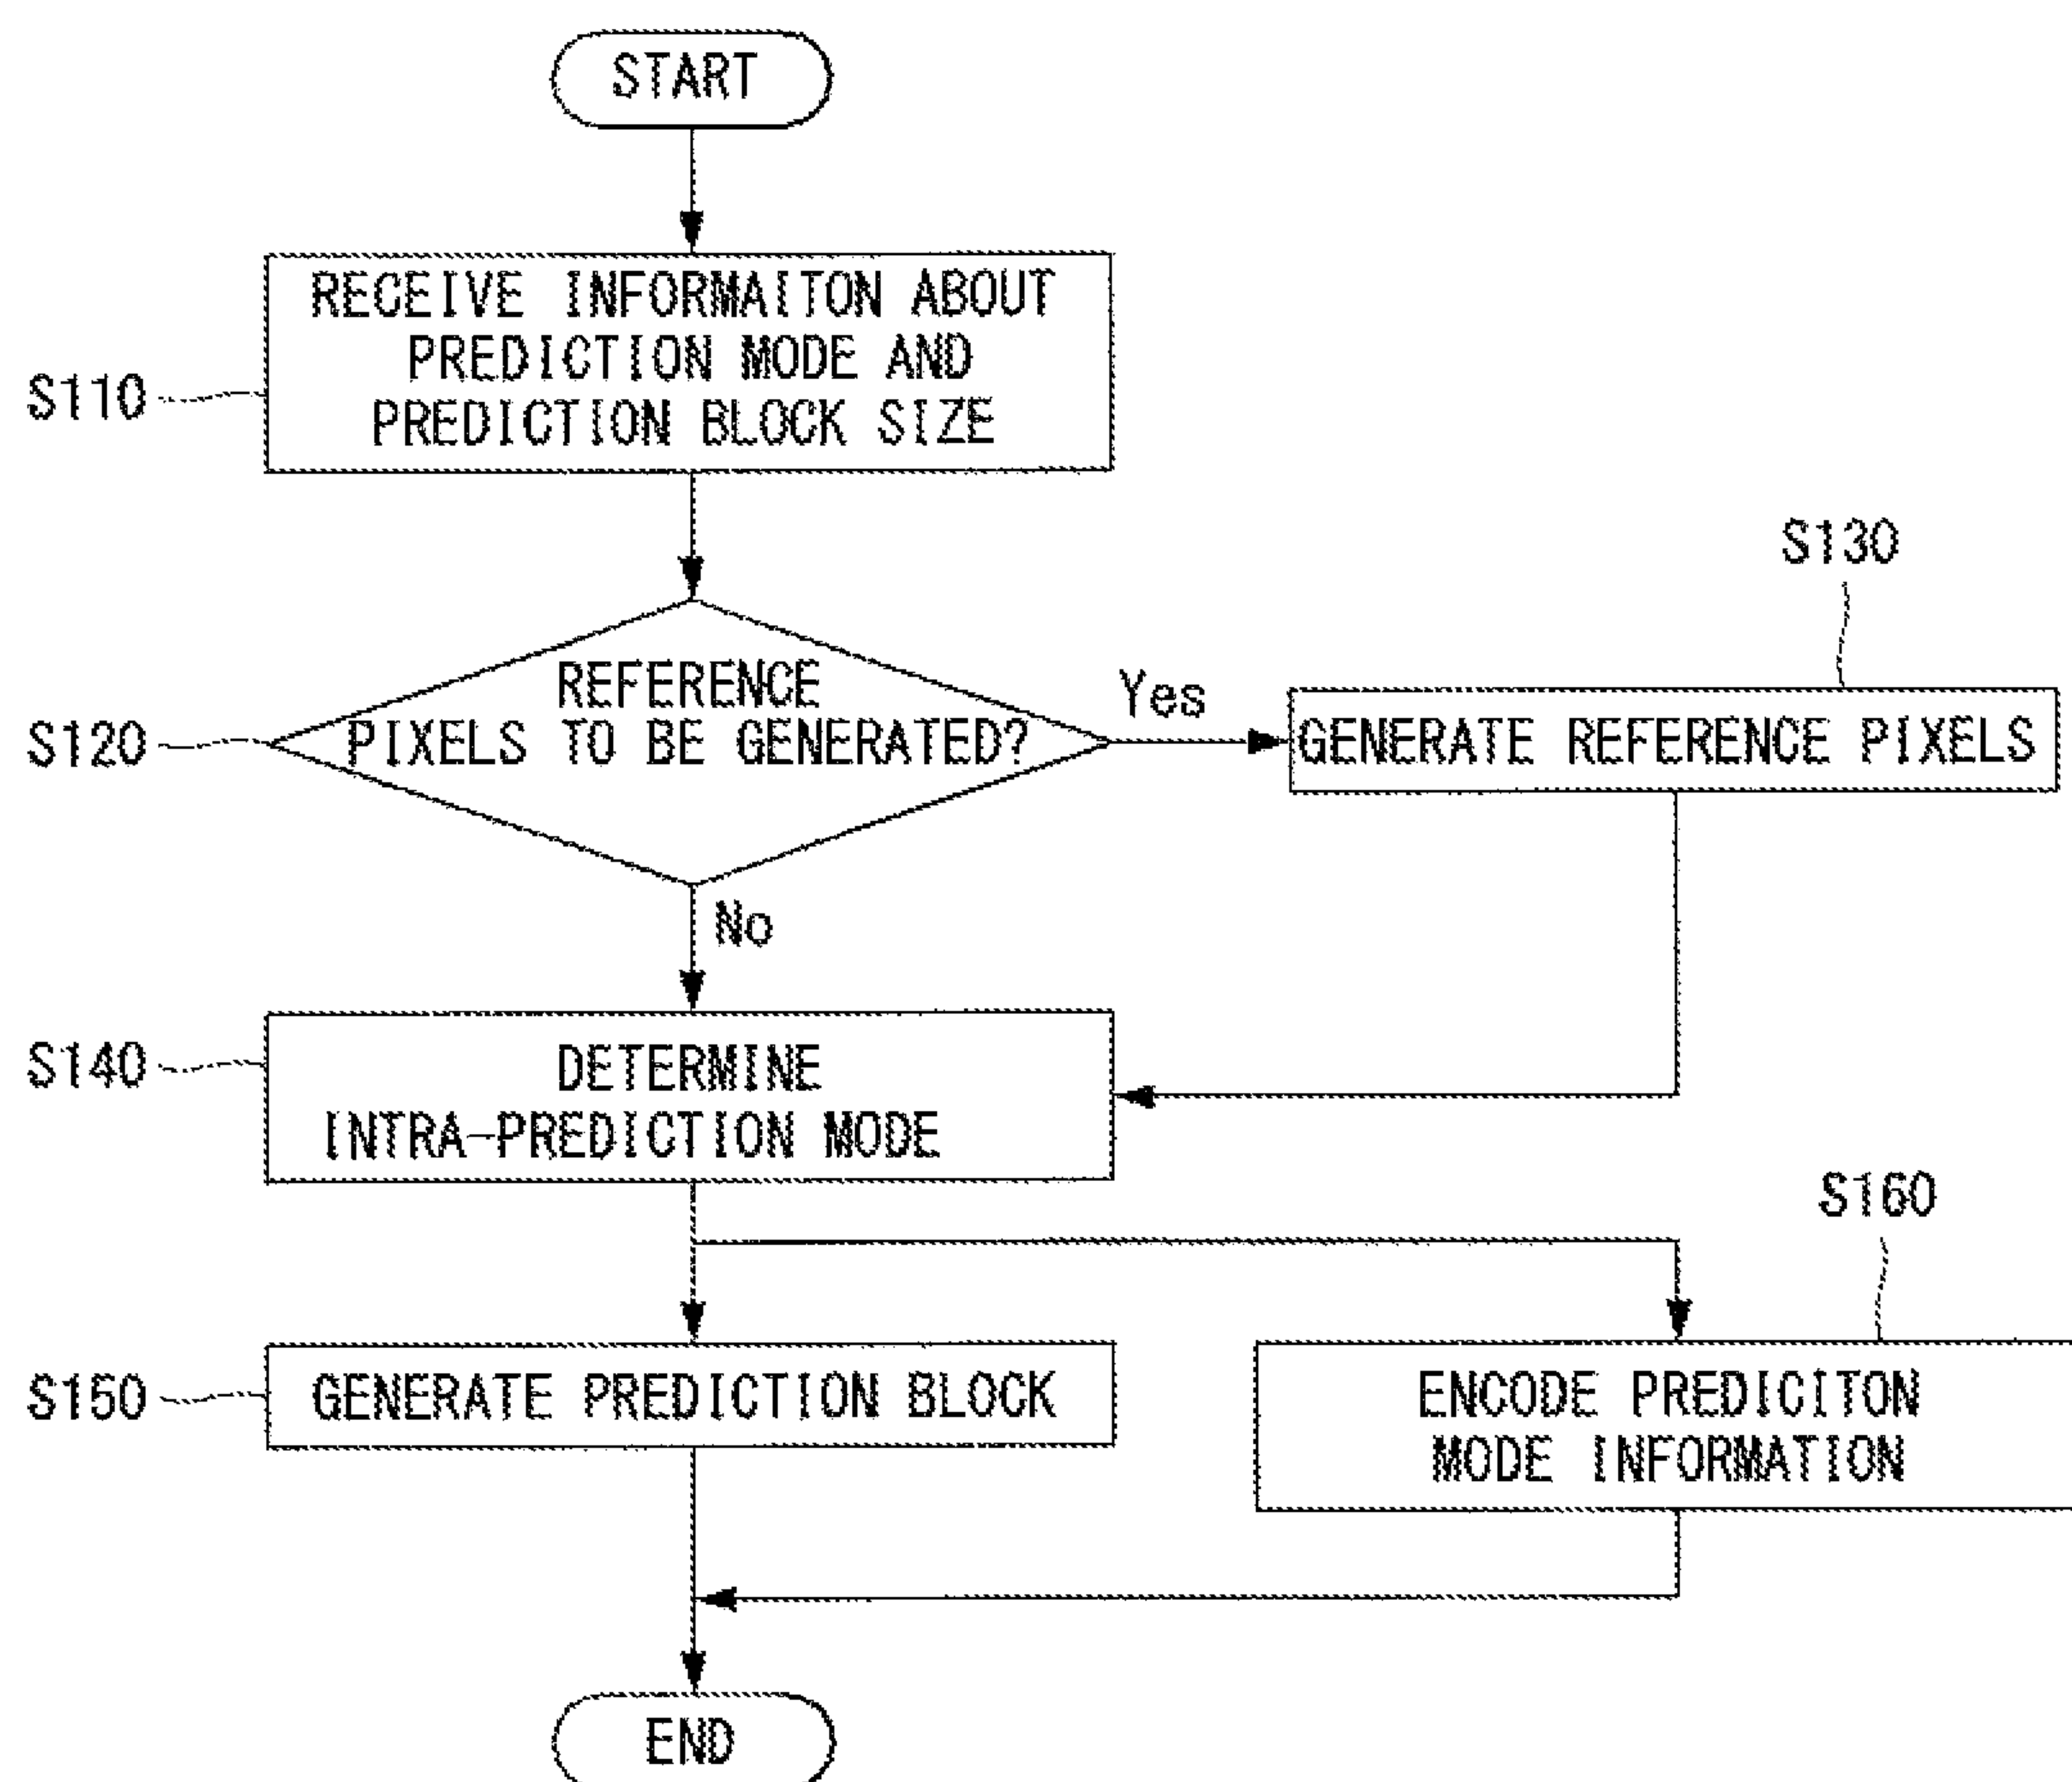 START
RECEIVE INFORMAITON ABOUT
PREDICTION MODE AND
PREDICTION BLOCK SIZE
S110
S130
REFERENCE
PIXELS TO BE GENERATED?
S120
Yes
GENERATE REFERENCE PIXELS
No
S140
DETERMINE
INTRA-PREDICTION MODE
S160
S150
GENERATE PREDICTION BLOCK
ENCODE PREDICITON
MODE INFORMATION
END